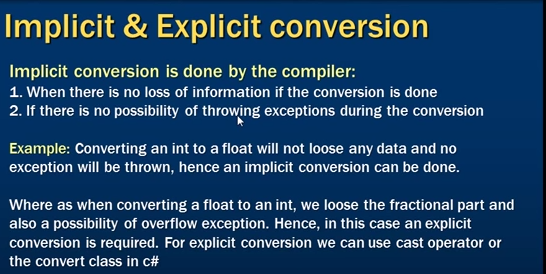 Implicit & Explicit conversion
Implicit conversion is done by the compiler:
1. When there is no loss of information if the conversion is done
2. If there is no possibility of throwing exceptions during the conversion
Example: Converting an int to a float will not loose any data and no
exception will be thrown, hence an implicit conversion can be done.
Where as when converting a float to an int, we loose the fractional part and
also a possibility of overflow exception. Hence, in this case an explicit
conversion is required. For explicit conversion we can use cast operator or
the convert class in c#